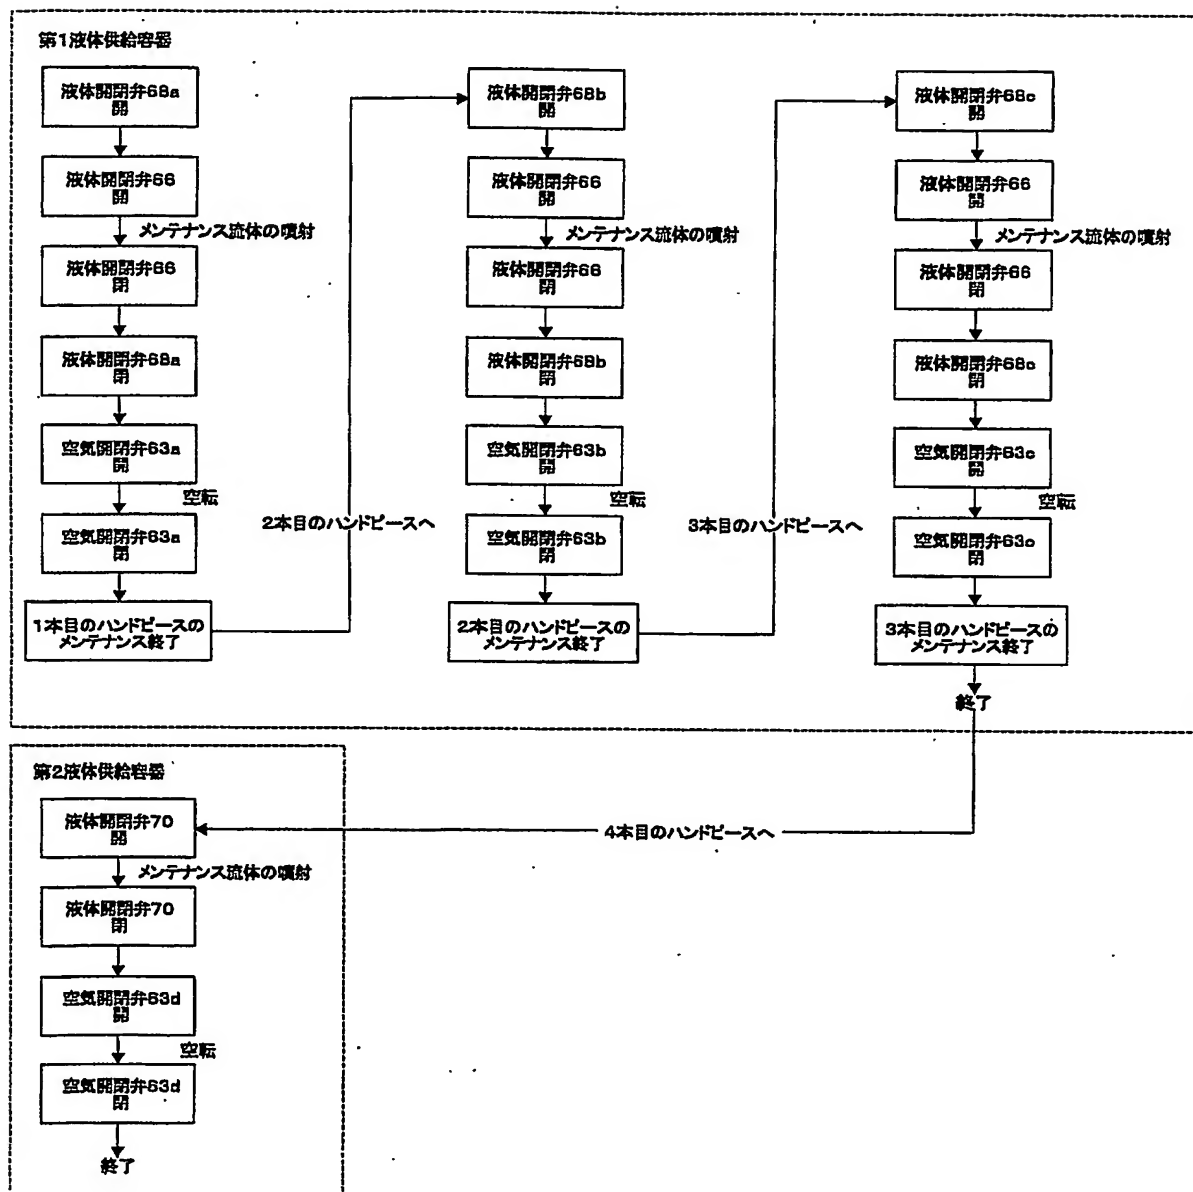 第1液体供給容器
液体開閉弁68a
開
液体開閉弁66
開
メンテナンス流体の噴射
液体開閉弁66
閉
液体開閉弁68a
閉
空気開閉弁63a
開
空転
空気開閉弁63a
閉
1本目のハンドピースの
メンテナンス終了
2本目のハンドピースへ
液体開閉弁68b
開
液体開閉弁66
開
メンテナンス流体の噴射
液体開閉弁66
閉
液体開閉弁68b
閉
空気開閉弁63b
開
空転
空気開閉弁63b
閉
2本目のハンドピースの
メンテナンス終了
3本目のハンドピースへ
液体開閉弁68c
開
液体開閉弁66
開
メンテナンス流体の噴射
液体開閉弁66
閉
液体開閉弁68c
閉
空気開閉弁63c
開
空転
空気開閉弁63c
閉
3本目のハンドピースの
メンテナンス終了
終了
4本目のハンドピースへ
第2液体供給容器
液体開閉弁70
開
メンテナンス流体の噴射
液体開閉弁70
閉
空気開閉弁63d
開
空転
空気開閉弁63d
閉
終了